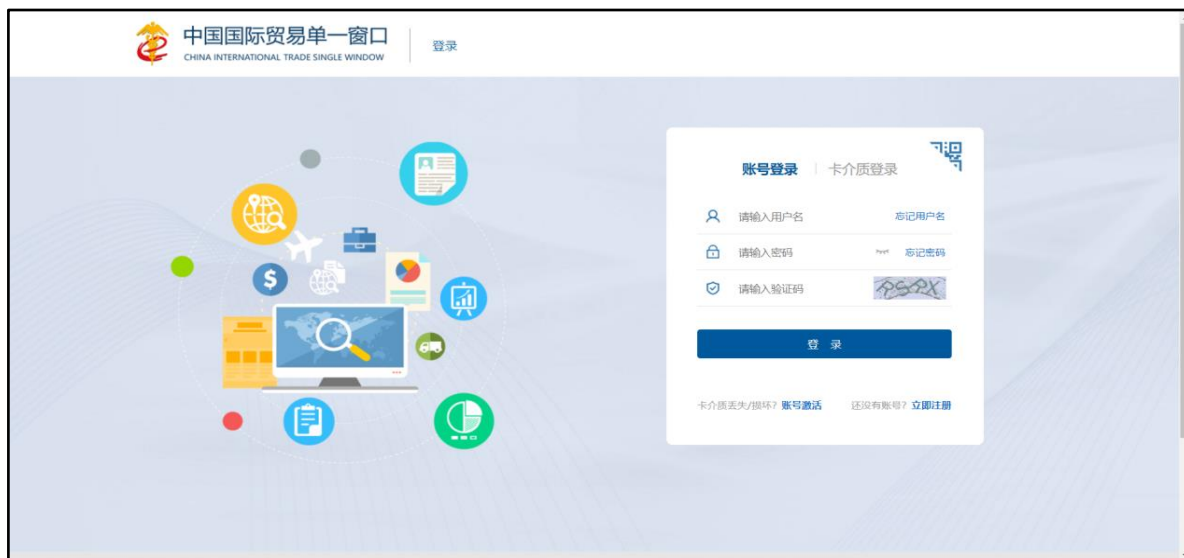 中国国际贸易单一窗口
CHINA INTERNATIONAL TRADE SINGLE WINDOW
登录
账号登录
卡介质登录
请输入用户名
忘记用户名
请输入密码
忘记密码
请输入验证码
登 录
卡介质丢失/损坏? 账号激活
还没有账号? 立即注册